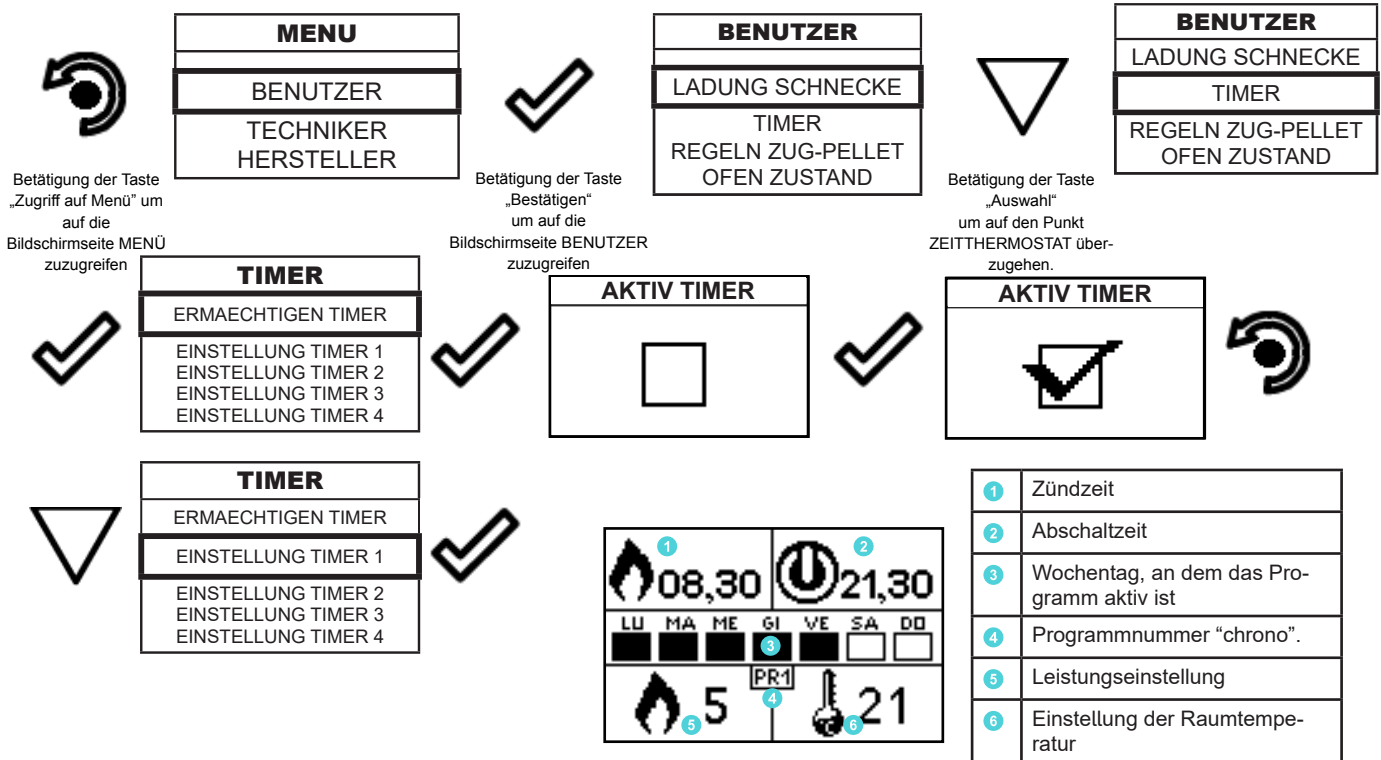 MENU
BENUTZER
TECHNIKER
HERSTELLER
Betätigung der Taste
„Zugriff auf Menü” um
auf die
Bildschirmseite MENÜ
zuzugreifen
BENUTZER
LADUNG SCHNECKE
TIMER
REGELN ZUG-PELLET
OFEN ZUSTAND
Betätigung der Taste
„Bestätigen“
um auf die
Bildschirmseite BENUTZER
zuzugreifen
BENUTZER
LADUNG SCHNECKE
TIMER
REGELN ZUG-PELLET
OFEN ZUSTAND
Betätigung der Taste
„Auswahl“
um auf den Punkt
ZEITTHERMOSTAT über-
zugehen.
TIMER
ERMAECHTIGEN TIMER
EINSTELLUNG TIMER 1
EINSTELLUNG TIMER 2
EINSTELLUNG TIMER 3
EINSTELLUNG TIMER 4
AKTIV TIMER
AKTIV TIMER
TIMER
ERMAECHTIGEN TIMER
EINSTELLUNG TIMER 1
EINSTELLUNG TIMER 2
EINSTELLUNG TIMER 3
EINSTELLUNG TIMER 4
1 08,30 2 21,30
LU MA ME GI VE SA DO
3
PR1
4
5 5 6 21
1 Zündzeit
2 Abschaltzeit
3 Wochentag, an dem das Pro-
gramm aktiv ist
4 Programmnummer “chrono”.
5 Leistungseinstellung
6 Einstellung der Raumtempe-
ratur